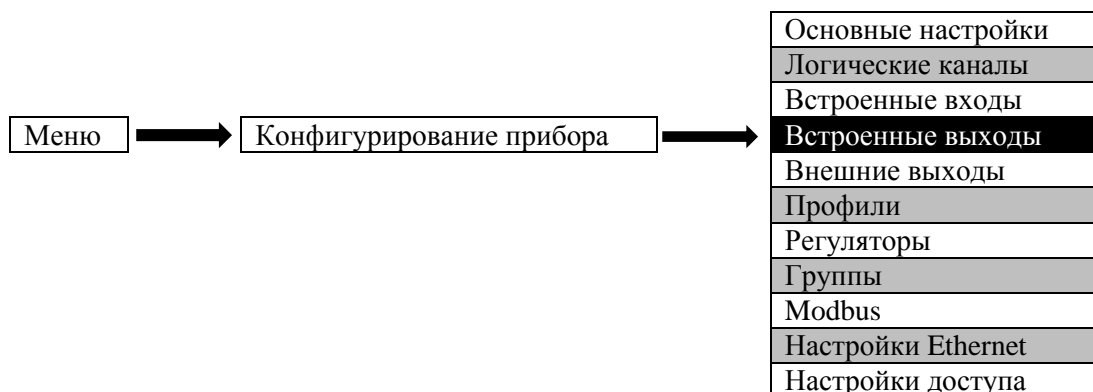 Основные настройки
Логические каналы
Встроенные входы
Меню
Конфигурирование прибора
Встроенные выходы
Внешние выходы
Профили
Регуляторы
Группы
Modbus
Настройки Ethernet
Настройки доступа